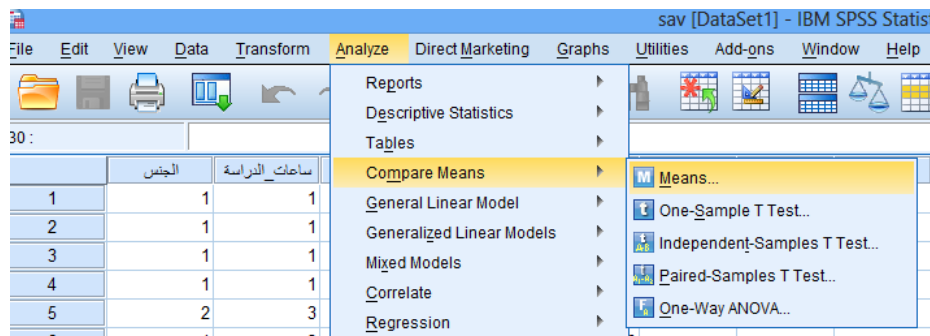 sav [DataSet1] - IBM SPSS Statis
File Edit View Data Transform Analyze Direct Marketing Graphs Utilities Add-ons Window Help
30 :
Reports
Descriptive Statistics
Tables
Compare Means
General Linear Model
Generalized Linear Models
Mixed Models
Correlate
Regression
M Means...
t One-Sample T Test...
Independent-Samples T Test...
Paired-Samples T Test...
One-Way ANOVA...
الجنس ساعات_الدراسة
1 1 1
2 1 1
3 1 1
4 1 1
5 2 3